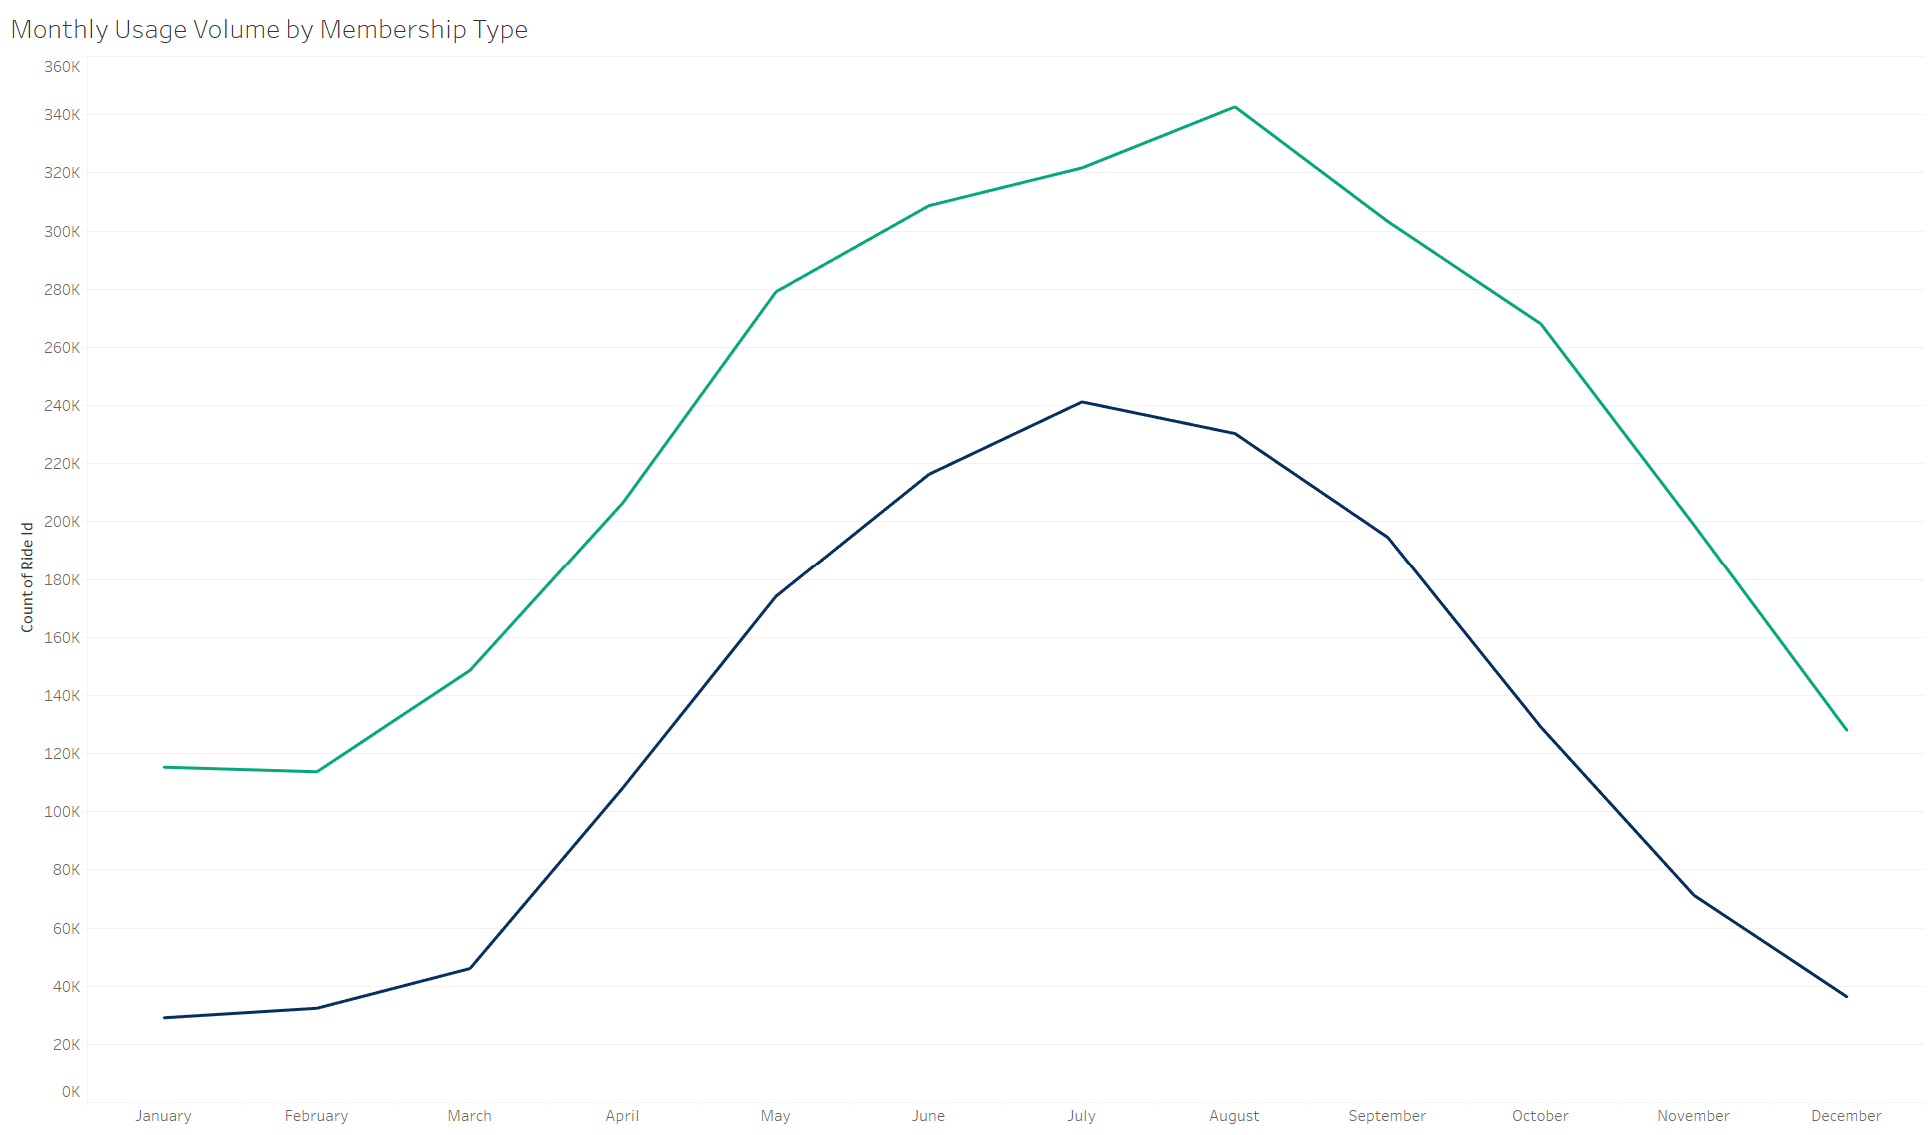 Monthly Usage Volume by Membership Type
360K
340K
320K
300K
280K
260K
240K
220K
200K
180K
160K
140K
120K
100K
80K
60K
40K
20K
0K
Count of Ride Id
January February March April May June July August September October November December